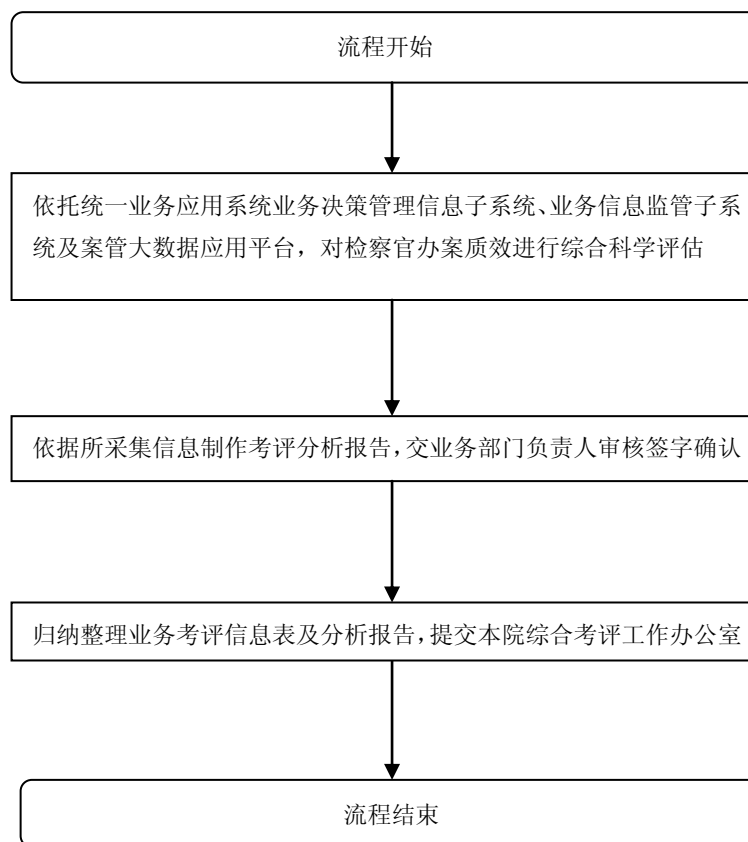 流程开始
依托统一业务应用系统业务决策管理信息子系统、业务信息监管子系
统及案管大数据应用平台，对检察官办案质效进行综合科学评估
依据所采集信息制作考评分析报告，交业务部门负责人审核签字确认
归纳整理业务考评信息表及分析报告，提交本院综合考评工作办公室
流程结束